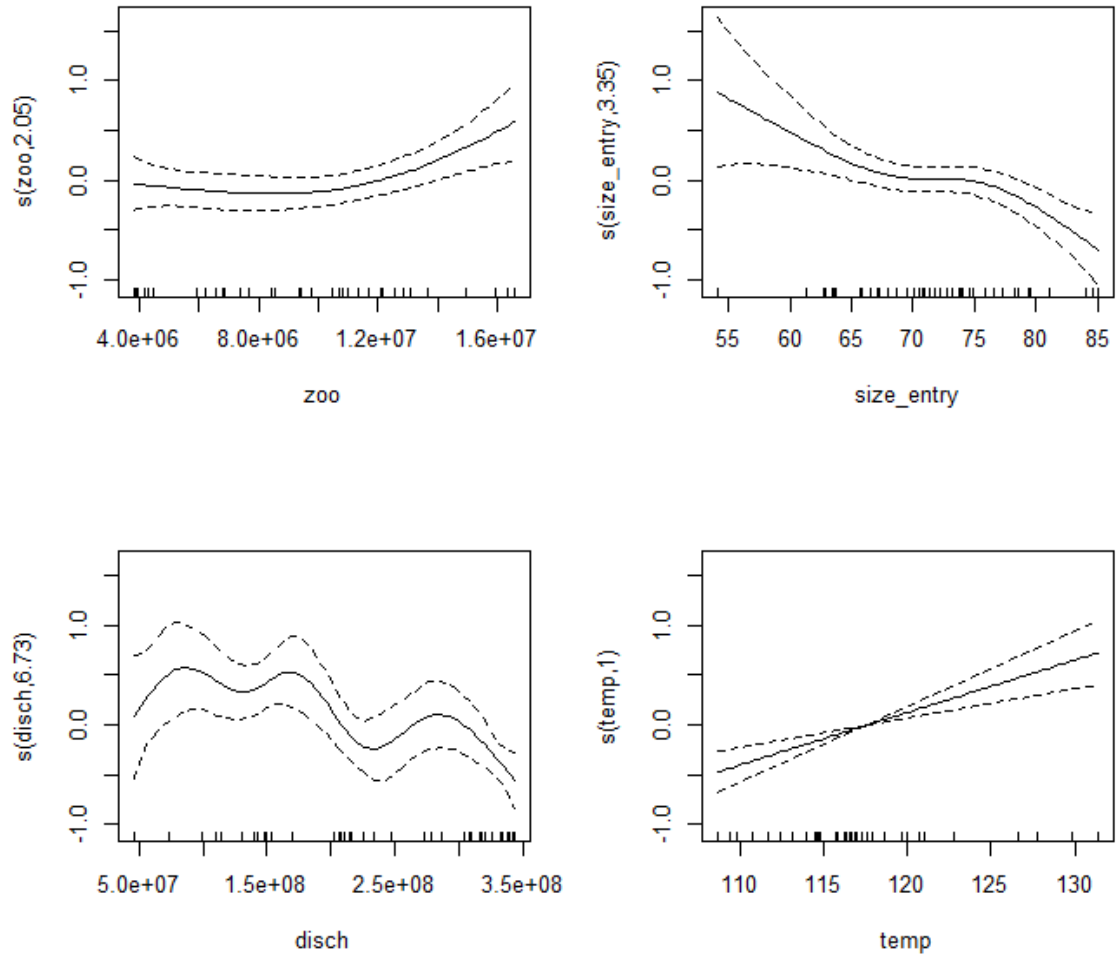 s(zoo,2.05)
1.0
0.0
-1.0
4.0e+06 8.0e+06 1.2e+07 1.6e+07
zoo
s(size_entry,3.35)
1.0
0.0
-1.0
55 60 65 70 75 80 85
size_entry
s(disch,6.73)
1.0
0.0
-1.0
5.0e+07 1.5e+08 2.5e+08 3.5e+08
disch
s(temp,1)
1.0
0.0
-1.0
110 115 120 125 130
temp